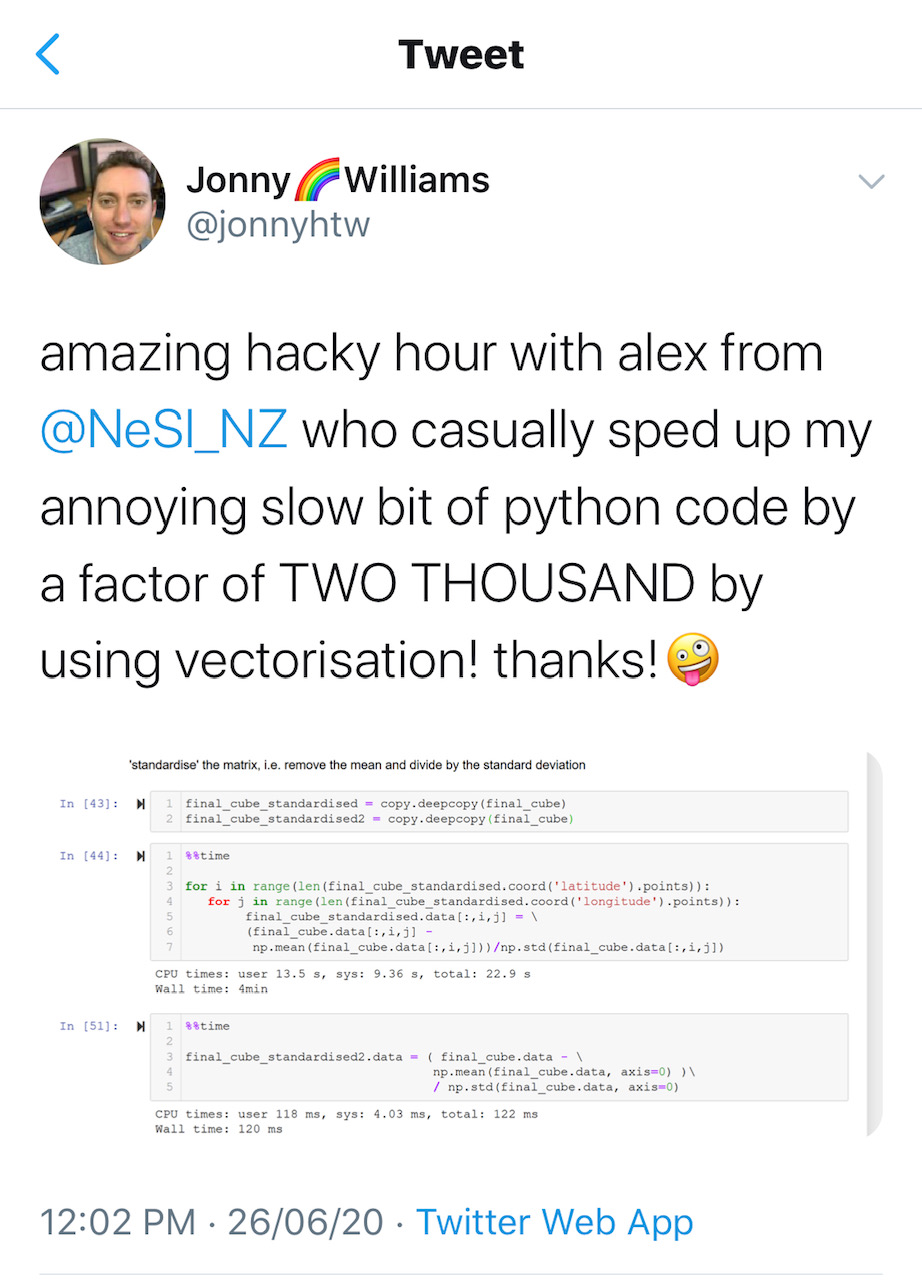 Tweet
Jonny🌈Williams
@jonnyhtw
amazing hacky hour with alex from
@NeSI_NZ who casually sped up my
annoying slow bit of python code by
a factor of TWO THOUSAND by
using vectorisation! thanks!🤪
'standardise' the matrix, i.e. remove the mean and divide by the standard deviation
In [43]:
1 final_cube_standardised = copy.deepcopy(final_cube)
2 final_cube_standardised2 = copy.deepcopy(final_cube)
In [44]:
1 %%time
2
3 for i in range(len(final_cube_standardised.coord('latitude').points)):
4    for j in range(len(final_cube_standardised.coord('longitude').points)):
5         final_cube_standardised.data[:,i,j] = \
6         (final_cube.data[:,i,j] -
7          np.mean(final_cube.data[:,i,j]))/np.std(final_cube.data[:,i,j])
CPU times: user 13.5 s, sys: 9.36 s, total: 22.9 s
Wall time: 4min
In [51]:
1 %%time
2
3 final_cube_standardised2.data = ( final_cube.data - \
4                                  np.mean(final_cube.data, axis=0) )\
5                                  / np.std(final_cube.data, axis=0)
CPU times: user 118 ms, sys: 4.03 ms, total: 122 ms
Wall time: 120 ms
12:02 PM · 26/06/20 · Twitter Web App